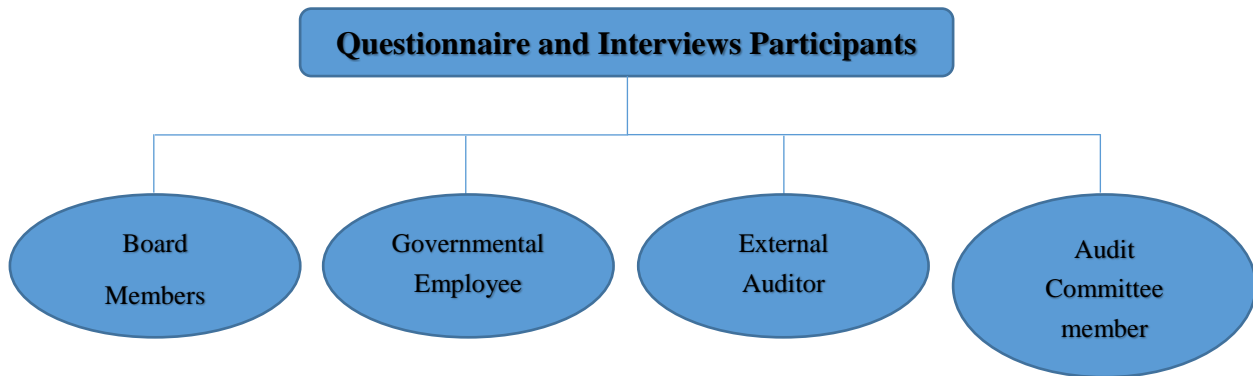 Questionnaire and Interviews Participants
Board
Members
Governmental
Employee
External
Auditor
Audit
Committee
member